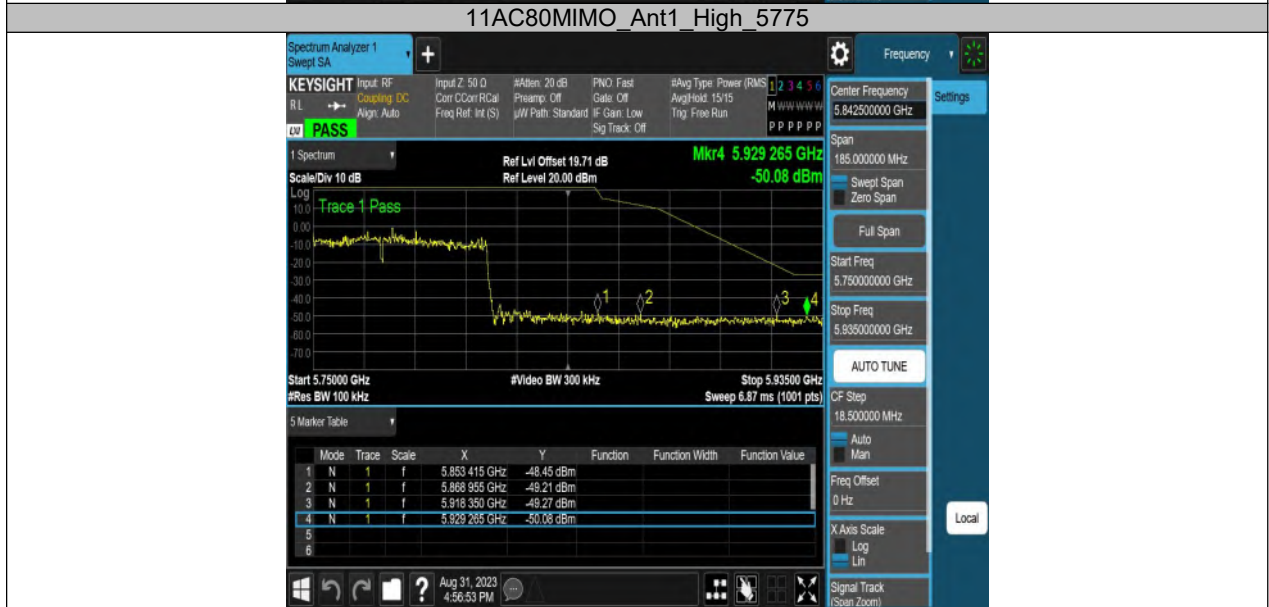 11AC80MIMO_Ant1_High_5775
Spectrum Analyzer 1
Swept SA
+
Frequency
KEYSIGHT
RL
LXI PASS
Input: RF
Coupling: DC
Align: Auto
Input Z: 50 Ω
Corr CCorr RCal
Freq Ref: Int (S)
#Atten: 20 dB
Preamp: Off
µW Path: Standard
PNO: Fast
Gate: Off
IF Gain: Low
Sig Track: Off
#Avg Type: Power (RMS
Avg|Hold: 15/15
Trig: Free Run
1 2 3 4 5 6
M W W W W W
P P P P P P
1 Spectrum
Scale/Div 10 dB
Ref Lvl Offset 19.71 dB
Ref Level 20.00 dBm
Mkr4 5.929 265 GHz
-50.08 dBm
Log
Trace 1 Pass
10.0
0.00
-10.0
-20.0
-30.0
-40.0
-50.0
-60.0
-70.0
1
2
3
4
Start 5.75000 GHz
#Res BW 100 kHz
#Video BW 300 kHz
Stop 5.93500 GHz
Sweep 6.87 ms (1001 pts)
5 Marker Table
Mode Trace Scale X Y Function Function Width Function Value
1 N 1 f 5.853 415 GHz -48.45 dBm
2 N 1 f 5.868 955 GHz -49.21 dBm
3 N 1 f 5.918 350 GHz -49.27 dBm
4 N 1 f 5.929 265 GHz -50.08 dBm
5
6
?
Aug 31, 2023
4:56:53 PM
Center Frequency
5.842500000 GHz
Settings
Span
185.000000 MHz
Swept Span
Zero Span
Full Span
Start Freq
5.750000000 GHz
Stop Freq
5.935000000 GHz
AUTO TUNE
CF Step
18.500000 MHz
Auto
Man
Freq Offset
0 Hz
X Axis Scale
Log
Lin
Local
Signal Track
(Span Zoom)